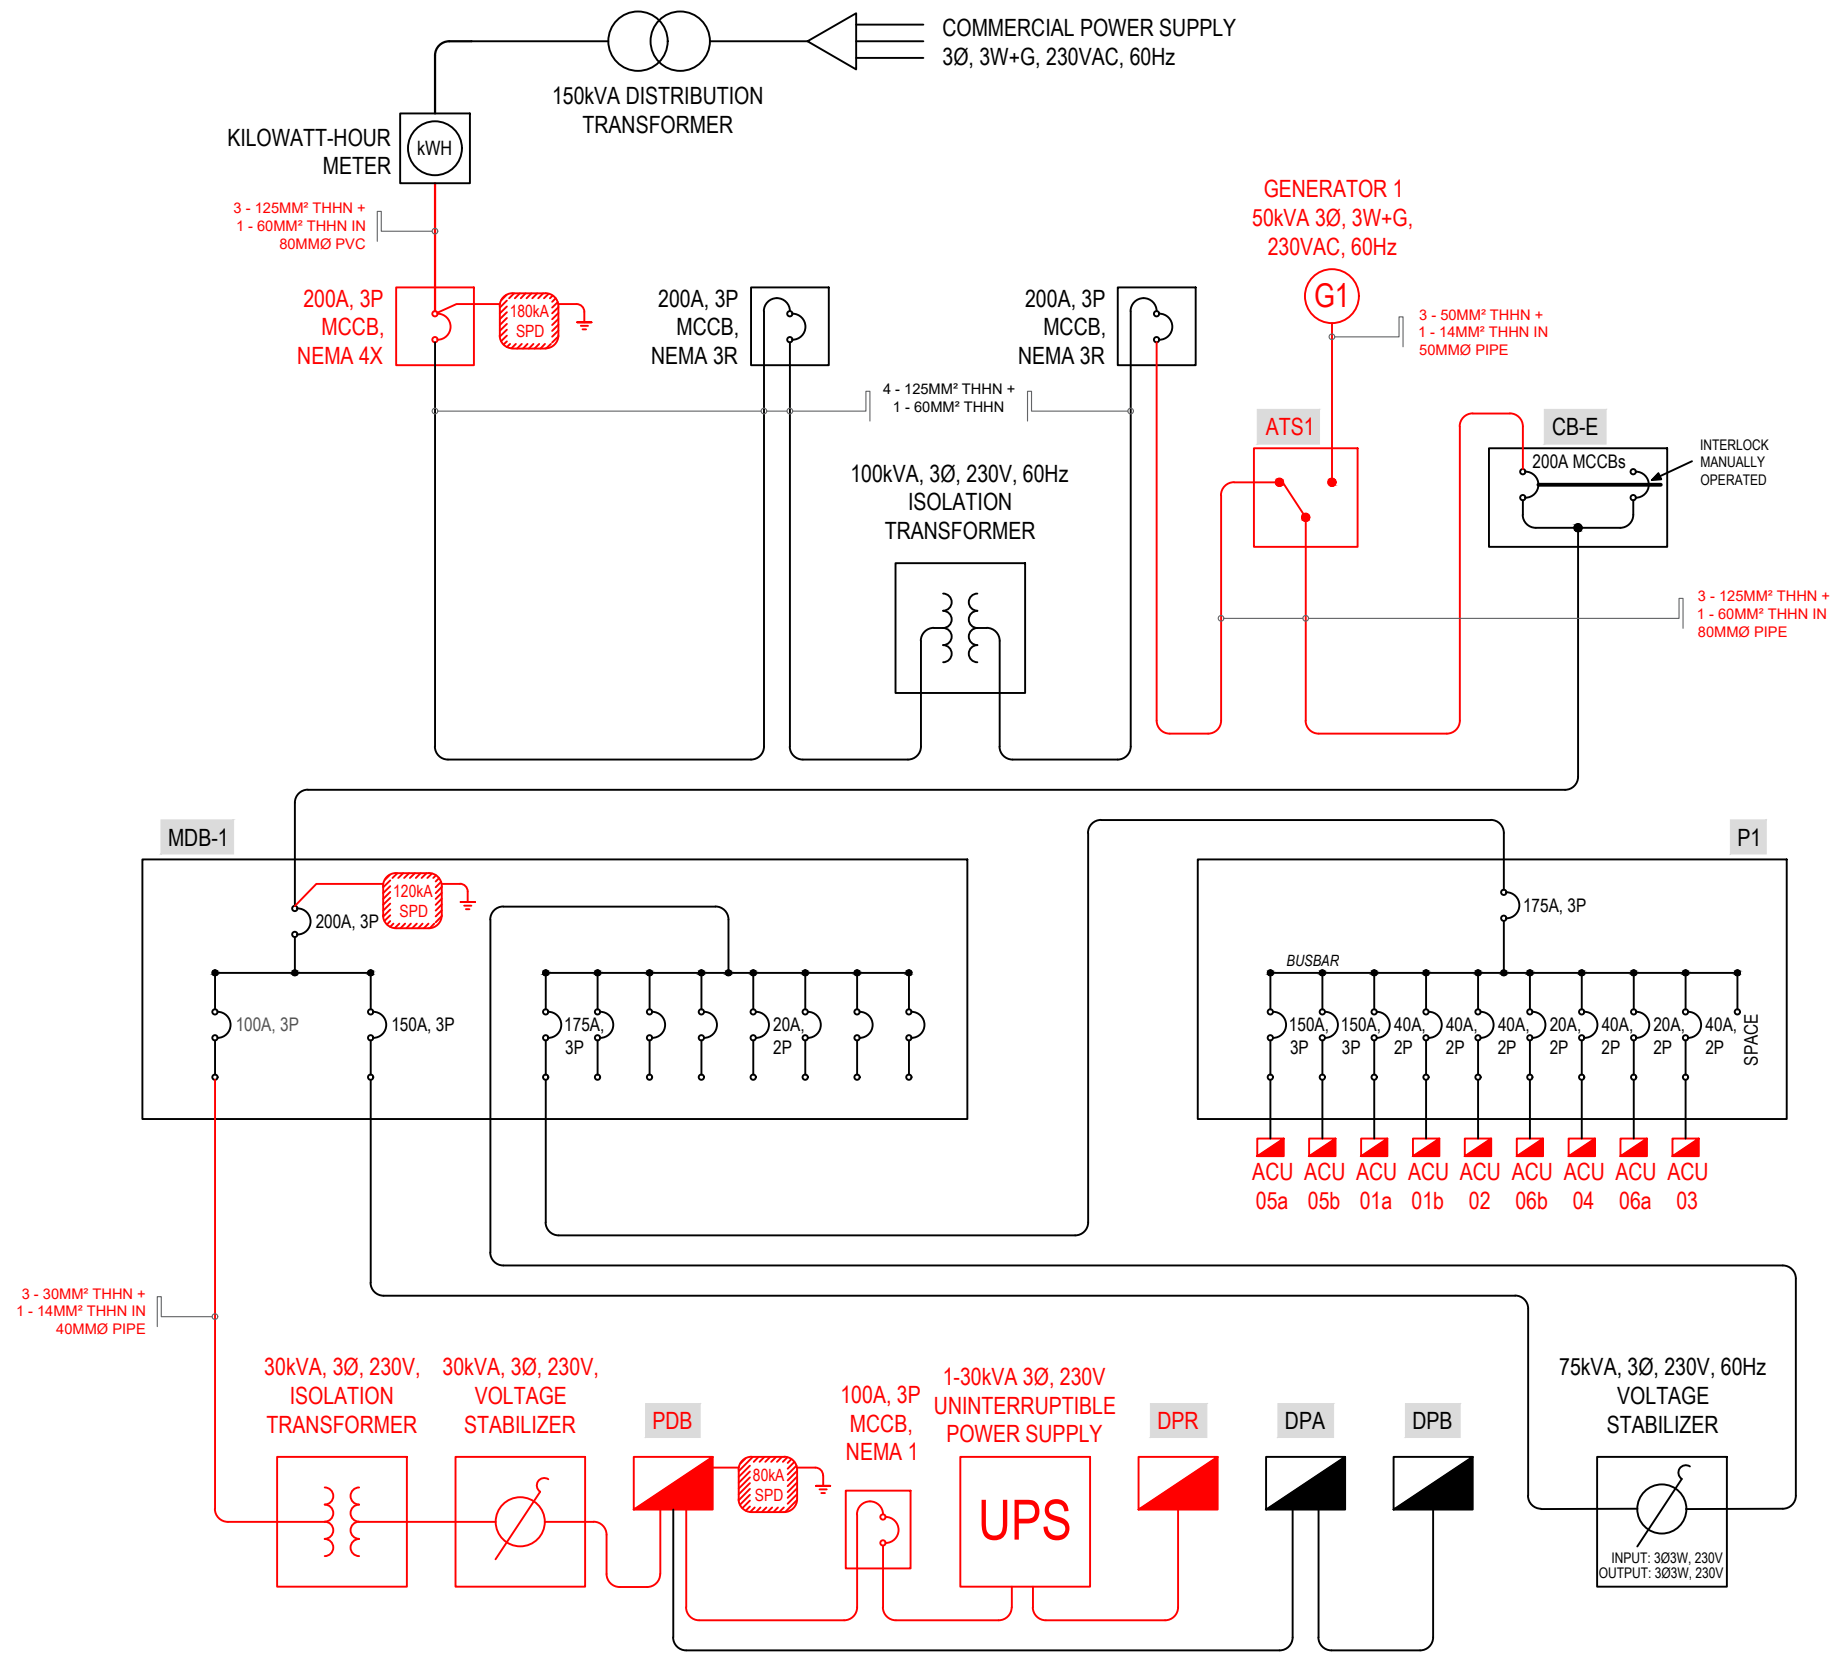 COMMERCIAL POWER SUPPLY
3Ø, 3W+G, 230VAC, 60Hz
150kVA DISTRIBUTION
TRANSFORMER
KILOWATT-HOUR
METER
kWH
3 - 125MM² THHN +
1 - 60MM² THHN IN
80MMØ PVC
GENERATOR 1
50kVA 3Ø, 3W+G,
230VAC, 60Hz
G1
3 - 50MM² THHN +
1 - 14MM² THHN IN
50MMØ PIPE
200A, 3P
MCCB,
NEMA 4X
180kA
SPD
200A, 3P
MCCB,
NEMA 3R
200A, 3P
MCCB,
NEMA 3R
4 - 125MM² THHN +
1 - 60MM² THHN
ATS1
CB-E
200A MCCBs
INTERLOCK
MANUALLY
OPERATED
100kVA, 3Ø, 230V, 60Hz
ISOLATION
TRANSFORMER
3 - 125MM² THHN +
1 - 60MM² THHN IN
80MMØ PIPE
MDB-1
120kA
SPD
200A, 3P
100A, 3P
150A, 3P
175A,
3P
20A,
2P
P1
175A, 3P
BUSBAR
150A,
3P
150A,
3P
40A,
2P
40A,
2P
40A,
2P
20A,
2P
40A,
2P
20A,
2P
40A,
2P
SPACE
ACU
05a
ACU
05b
ACU
01a
ACU
01b
ACU
02
ACU
06b
ACU
04
ACU
06a
ACU
03
3 - 30MM² THHN +
1 - 14MM² THHN IN
40MMØ PIPE
30kVA, 3Ø, 230V,
ISOLATION
TRANSFORMER
30kVA, 3Ø, 230V,
VOLTAGE
STABILIZER
PDB
80kA
SPD
100A, 3P
MCCB,
NEMA 1
1-30kVA 3Ø, 230V
UNINTERRUPTIBLE
POWER SUPPLY
UPS
DPR
DPA
DPB
75kVA, 3Ø, 230V, 60Hz
VOLTAGE
STABILIZER
INPUT: 3Ø3W, 230V
OUTPUT: 3Ø3W, 230V